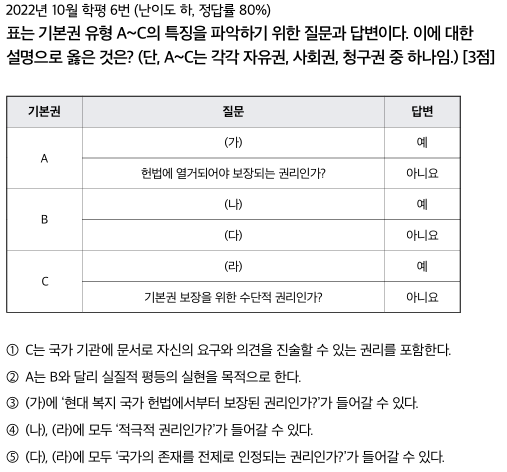 2022년 10월 학평 6번 (난이도 하, 정답률 80%)
표는 기본권 유형 A~C의 특징을 파악하기 위한 질문과 답변이다. 이에 대한
설명으로 옳은 것은? (단, A~C는 각각 자유권, 사회권, 청구권 중 하나임.) [3점]
기본권 질문 답변
A (가) 예
헌법에 열거되어야 보장되는 권리인가? 아니요
B (나) 예
(다) 아니요
C (라) 예
기본권 보장을 위한 수단적 권리인가? 아니요
① C는 국가 기관에 문서로 자신의 요구와 의견을 진술할 수 있는 권리를 포함한다.
② A는 B와 달리 실질적 평등의 실현을 목적으로 한다.
③ (가)에 ‘현대 복지 국가 헌법에서부터 보장된 권리인가?’가 들어갈 수 있다.
④ (나), (라)에 모두 ‘적극적 권리인가?’가 들어갈 수 있다.
⑤ (다), (라)에 모두 ‘국가의 존재를 전제로 인정되는 권리인가?’가 들어갈 수 있다.